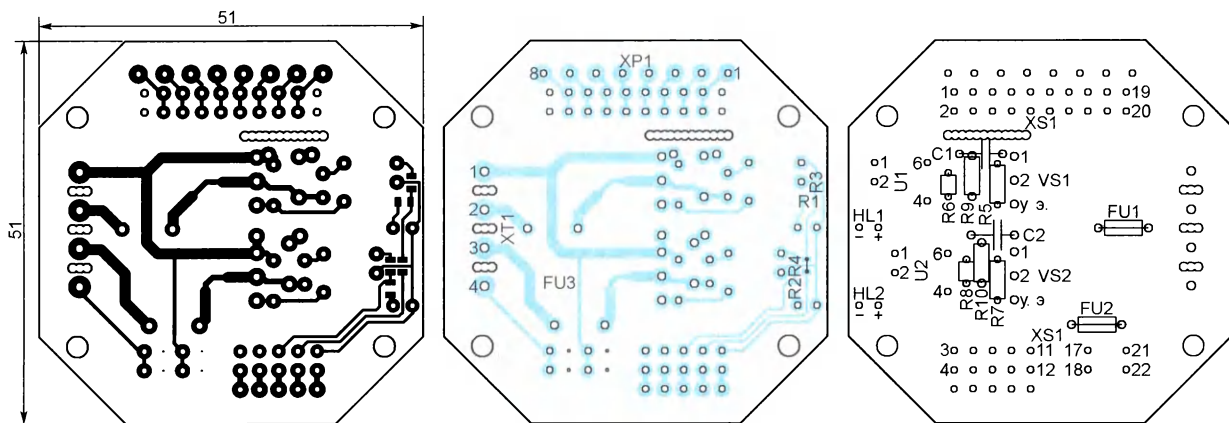 51
51
XP1
8
1
1
2
3
4
XT1
FU3
R3
R1
R2
R4
1
2
19
20
XS1
C1
1
6
1
2
U1
2
VS1
4
у. э.
R6
R9
R5
FU1
HL1
C2
− +
1
6
1
2
U2
2
VS2
4
у. э
HL2
R8
R10
R7
FU2
− +
XS1
3
11
17
21
4
12
18
22